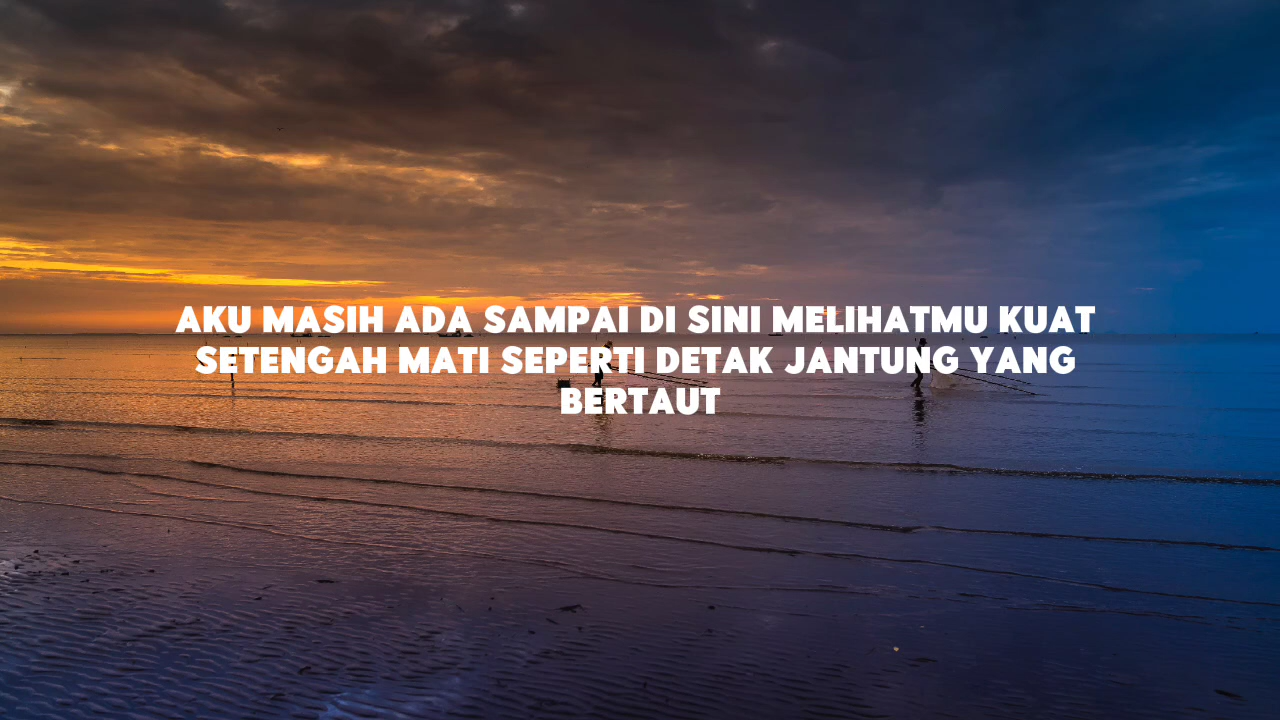 AKU MASIH ADA SAMPAI DI SINI MELIHATMU KUAT
SETENGAH MATI SEPERTI DETAK JANTUNG YANG
BERTAUT